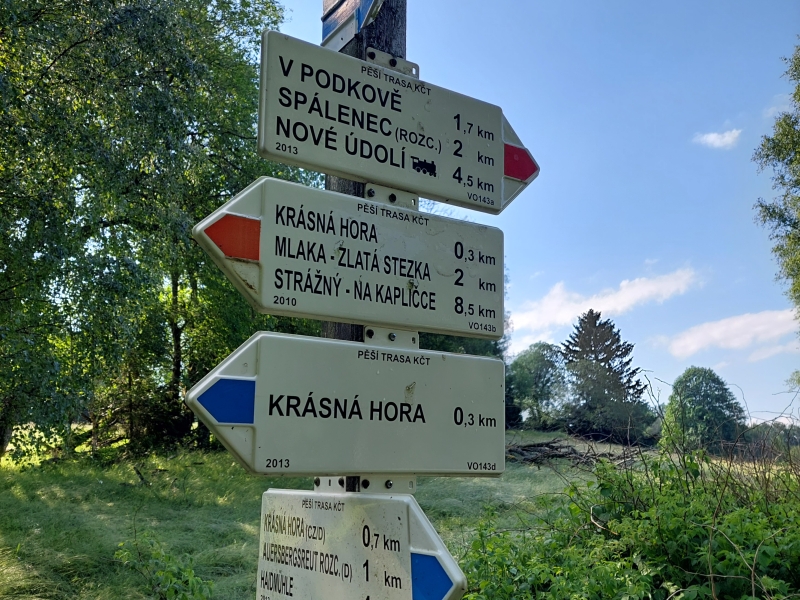 PĚŠÍ TRASA KČT
V PODKOVĚ 1,7 km
SPÁLENEC (ROZC.) 2 km
NOVÉ ÚDOLÍ 4,5 km
2013 VO143a
PĚŠÍ TRASA KČT
KRÁSNÁ HORA 0,3 km
MLAKA - ZLATÁ STEZKA 2 km
STRÁŽNÝ - NA KAPLIČCE 8,5 km
2010 VO143b
PĚŠÍ TRASA KČT
KRÁSNÁ HORA 0,3 km
2013 VO143d
PĚŠÍ TRASA KČT
KRÁSNÁ HORA (CZ/D) 0,7 km
AUERSBERGSREUT ROZC. (D) 1 km
HAIDMÜHLE